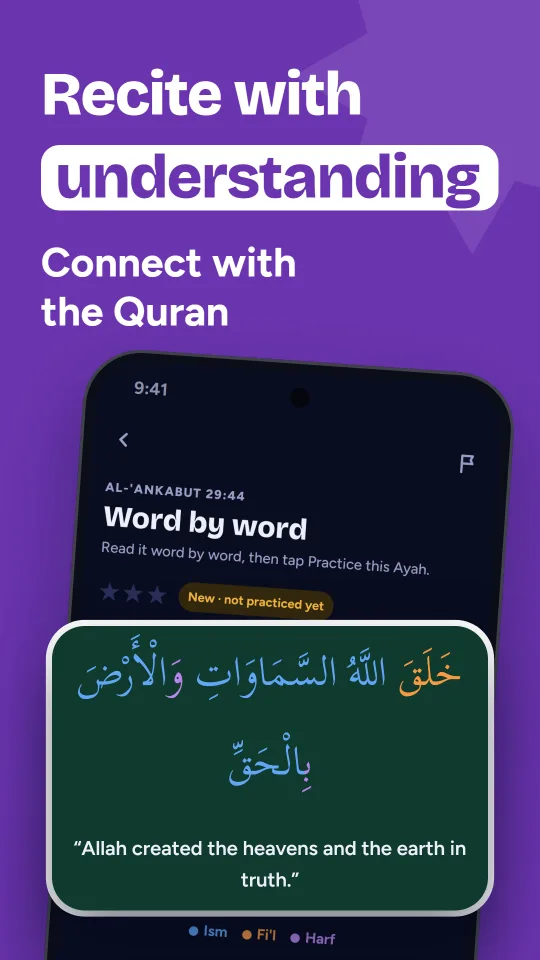 Recite with
understanding
Connect with
the Quran
9:41
AL-'ANKABUT 29:44
Word by word
Read it word by word, then tap Practice this Ayah.
New · not practiced yet
خَلَقَ اللَّهُ السَّمَاوَاتِ وَالْأَرْضَ
بِالْحَقِّ
“Allah created the heavens and the earth in
truth.”
Ism Fi'l Harf